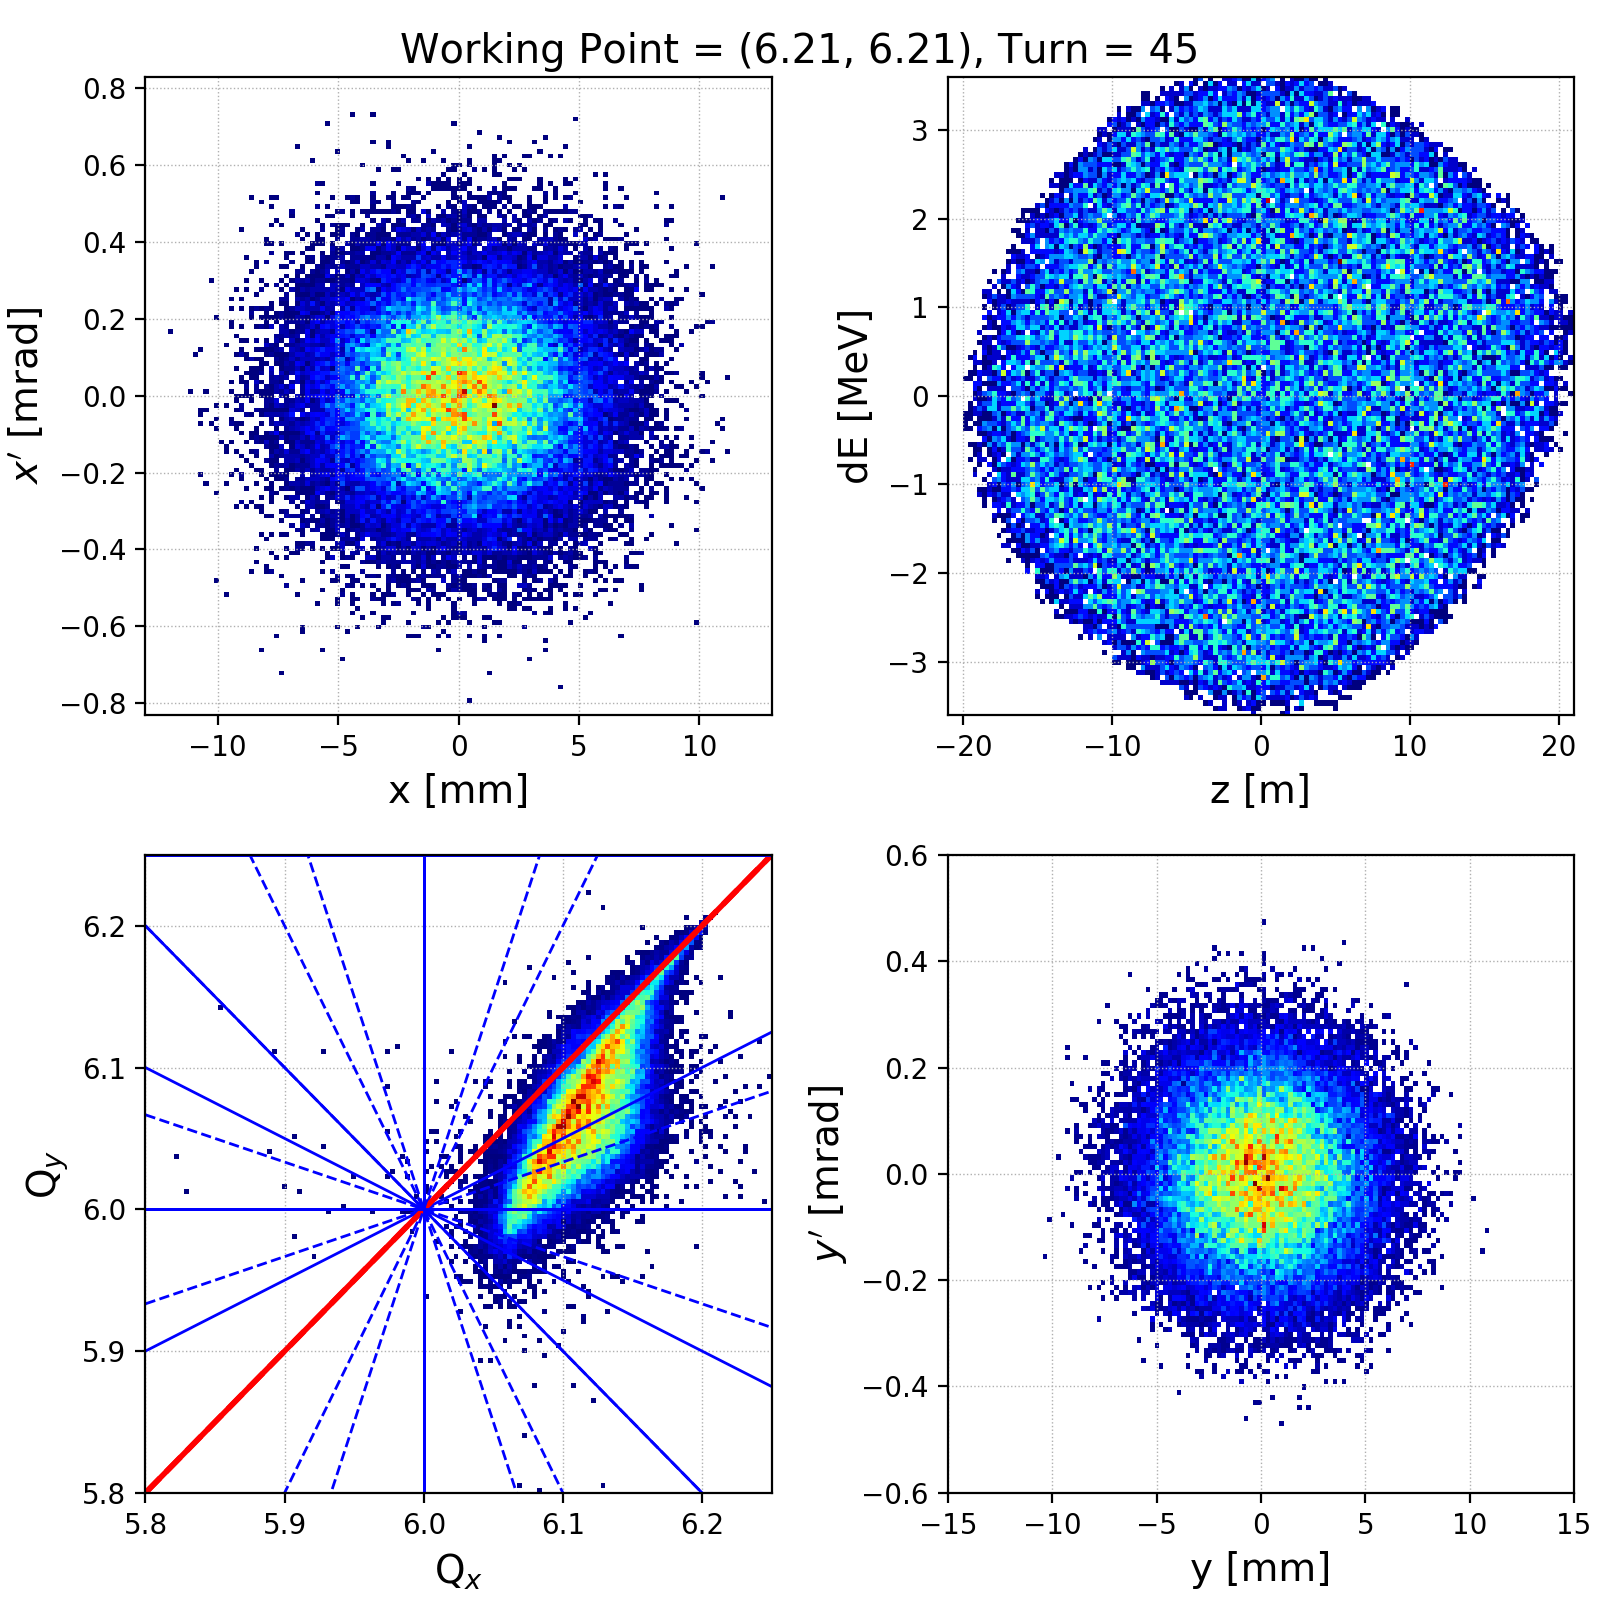 Working Point = (6.21, 6.21), Turn = 45
0.8
0.6
0.4
0.2
0.0
−0.2
−0.4
−0.6
−0.8
x′ [mrad]
−10 −5 0 5 10
x [mm]
3
2
1
0
−1
−2
−3
dE [MeV]
−20 −10 0 10 20
z [m]
6.2
6.1
6.0
5.9
5.8
Qy
5.8 5.9 6.0 6.1 6.2
Qx
0.6
0.4
0.2
0.0
−0.2
−0.4
−0.6
y′ [mrad]
−15 −10 −5 0 5 10 15
y [mm]